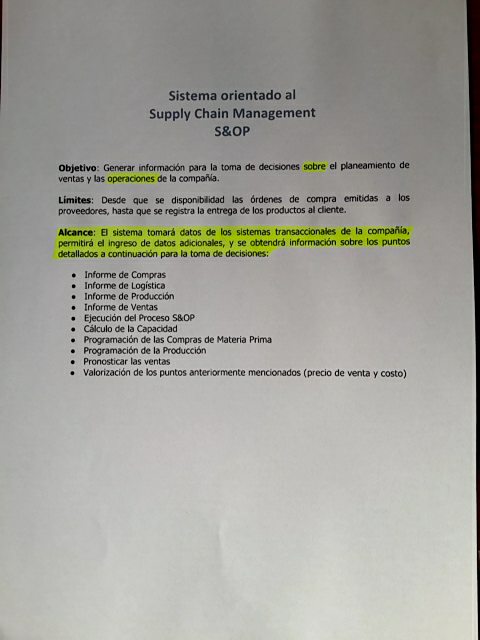 Sistema orientado al
Supply Chain Management
S&OP
Objetivo: Generar información para la toma de decisiones sobre el planeamiento de
ventas y las operaciones de la compañía.
Límites: Desde que se disponibilidad las órdenes de compra emitidas a los
proveedores, hasta que se registra la entrega de los productos al cliente.
Alcance: El sistema tomará datos de los sistemas transaccionales de la compañía,
permitirá el ingreso de datos adicionales, y se obtendrá información sobre los puntos
detallados a continuación para la toma de decisiones:
• Informe de Compras
• Informe de Logística
• Informe de Producción
• Informe de Ventas
• Ejecución del Proceso S&OP
• Cálculo de la Capacidad
• Programación de las Compras de Materia Prima
• Programación de la Producción
• Pronosticar las ventas
• Valorización de los puntos anteriormente mencionados (precio de venta y costo)